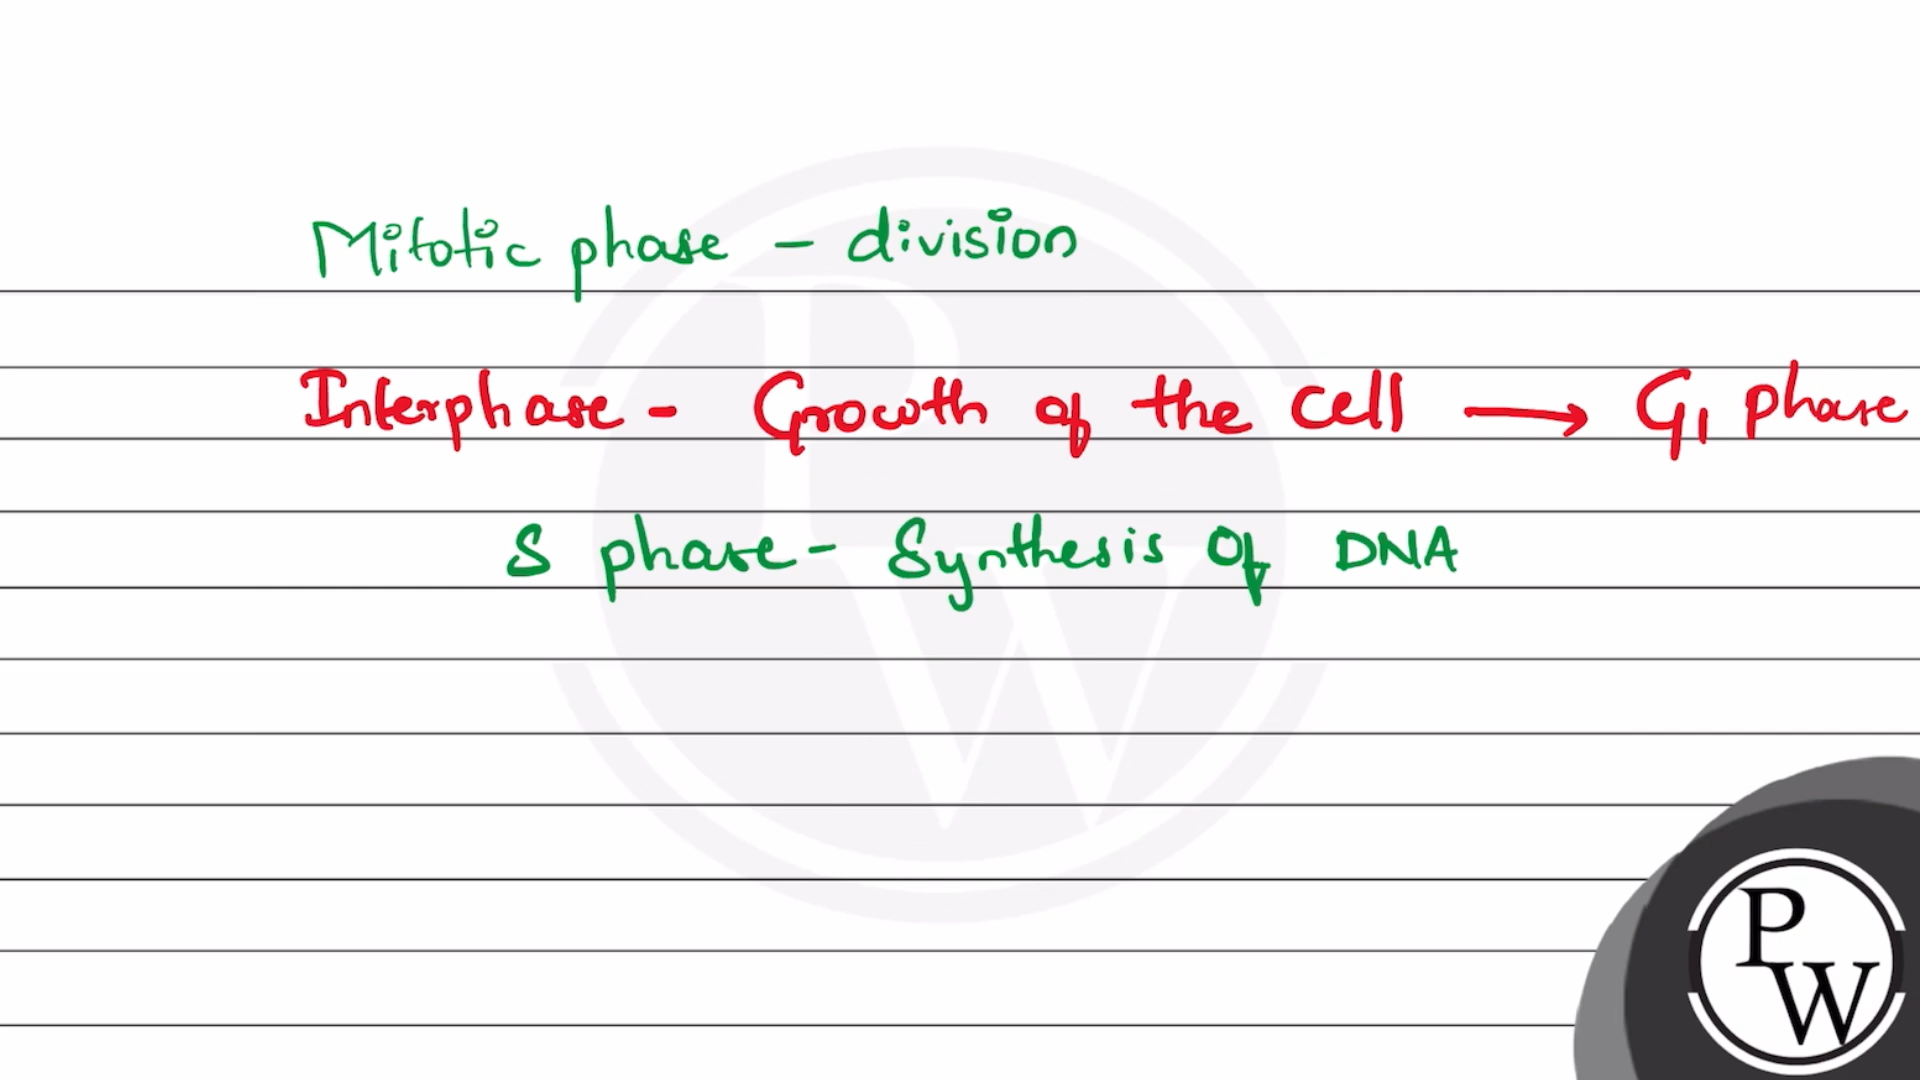 Mitotic phase - division
Interphase - Growth of the cell → G1 phase
S phase - Synthesis of DNA
P
W